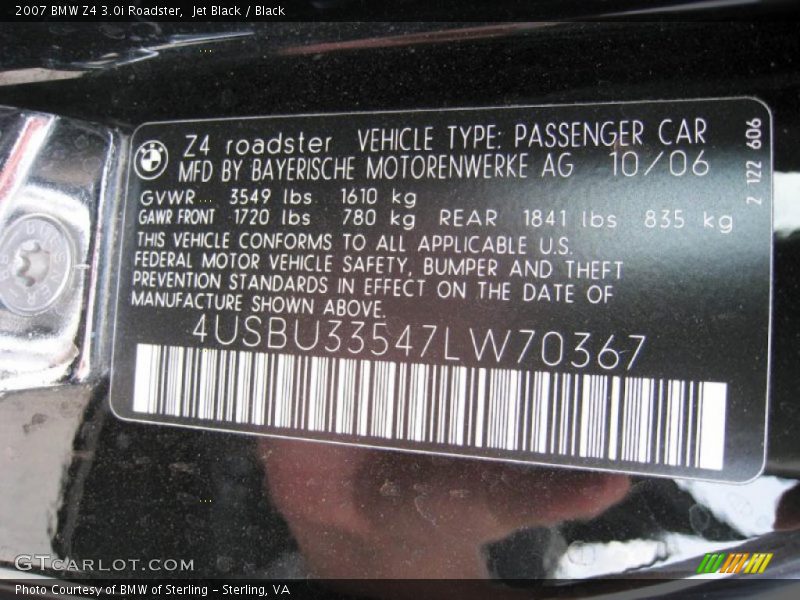 2007 BMW Z4 3.0i Roadster,  Jet Black / Black
Z4 roadster VEHICLE TYPE: PASSENGER CAR
MFD BY BAYERISCHE MOTORENWERKE AG 10/06
GVWR 3549 lbs 1610 kg
GAWR FRONT 1720 lbs 780 kg REAR 1841 lbs 835 kg
THIS VEHICLE CONFORMS TO ALL APPLICABLE U.S.
FEDERAL MOTOR VEHICLE SAFETY, BUMPER AND THEFT
PREVENTION STANDARDS IN EFFECT ON THE DATE OF
MANUFACTURE SHOWN ABOVE.
4USBU33547LW70367
2 122 606
BMW
GTCARLOT.COM
Photo Courtesy of BMW of Sterling – Sterling, VA